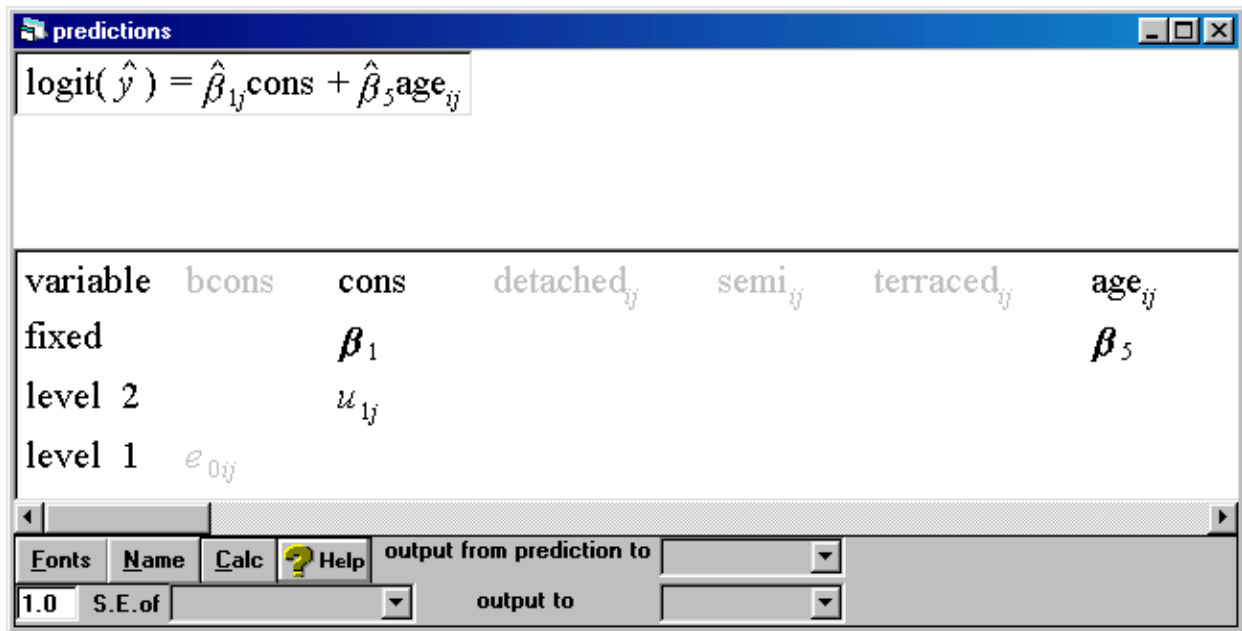 predictions
logit( ŷ ) = β̂₁ⱼcons + β̂₅ageᵢⱼ
variable bcons cons detachedᵢⱼ semiᵢⱼ terracedᵢⱼ ageᵢⱼ
fixed β₁ β₅
level 2 u₁ⱼ
level 1 e₀ᵢⱼ
Fonts Name Calc ? Help output from prediction to
1.0 S.E.of output to